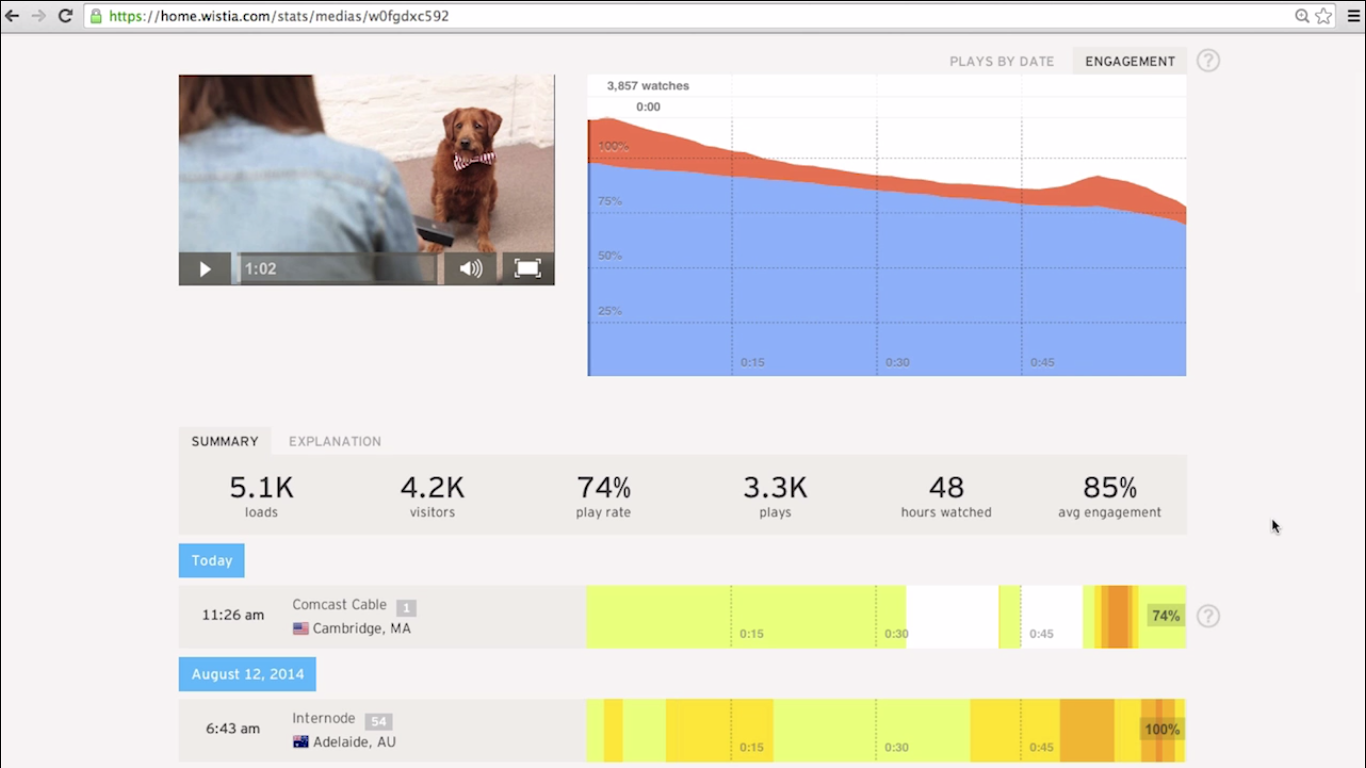 https://home.wistia.com/stats/medias/w0fgdxc592
PLAYS BY DATE ENGAGEMENT ?
3,857 watches
0:00
100%
75%
50%
25%
0:15 0:30 0:45
1:02
SUMMARY EXPLANATION
5.1K 4.2K 74% 3.3K 48 85%
loads visitors play rate plays hours watched avg engagement
Today
11:26 am
Comcast Cable 1
Cambridge, MA
0:15 0:30 0:45
74% ?
August 12, 2014
6:43 am
Internode 54
Adelaide, AU
0:15 0:30 0:45
100%